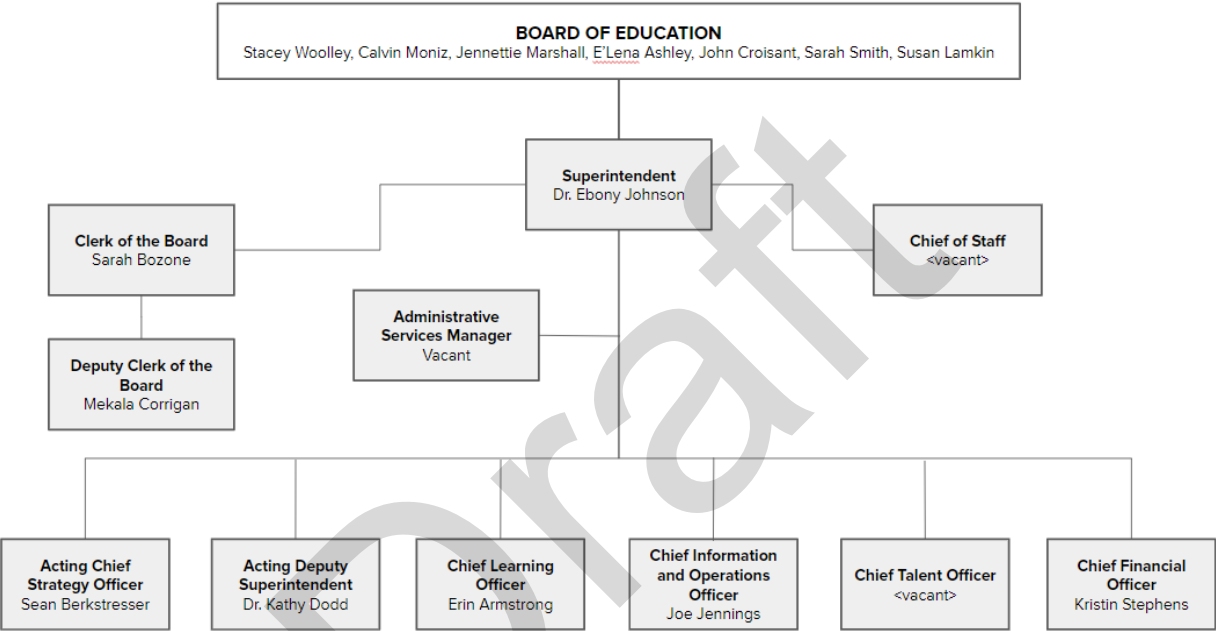 BOARD OF EDUCATION
Stacey Woolley, Calvin Moniz, Jennettie Marshall, E'Lena Ashley, John Croisant, Sarah Smith, Susan Lamkin
Superintendent
Dr. Ebony Johnson
Clerk of the Board
Sarah Bozone
Chief of Staff
<vacant>
Administrative
Services Manager
Vacant
Deputy Clerk of the
Board
Mekala Corrigan
Acting Chief
Strategy Officer
Sean Berkstresser
Acting Deputy
Superintendent
Dr. Kathy Dodd
Chief Learning
Officer
Erin Armstrong
Chief Information
and Operations
Officer
Joe Jennings
Chief Talent Officer
<vacant>
Chief Financial
Officer
Kristin Stephens
Draft